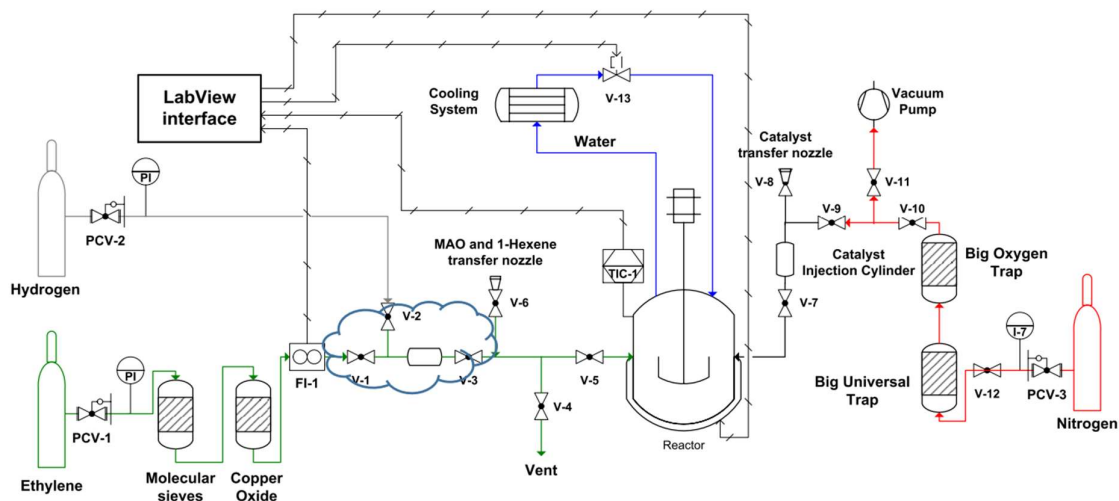 LabView
interface
Cooling
System
V-13
Water
Vacuum
Pump
Catalyst
transfer nozzle
V-8
V-11
V-9
V-10
PI
PCV-2
Hydrogen
MAO and 1-Hexene
transfer nozzle
V-6
TIC-1
Catalyst
Injection Cylinder
V-7
Big Oxygen
Trap
V-2
FI-1
V-1
V-3
V-5
V-4
Vent
Reactor
PI
PCV-1
Ethylene
Molecular
sieves
Copper
Oxide
I-7
Big Universal
Trap
V-12
PCV-3
Nitrogen